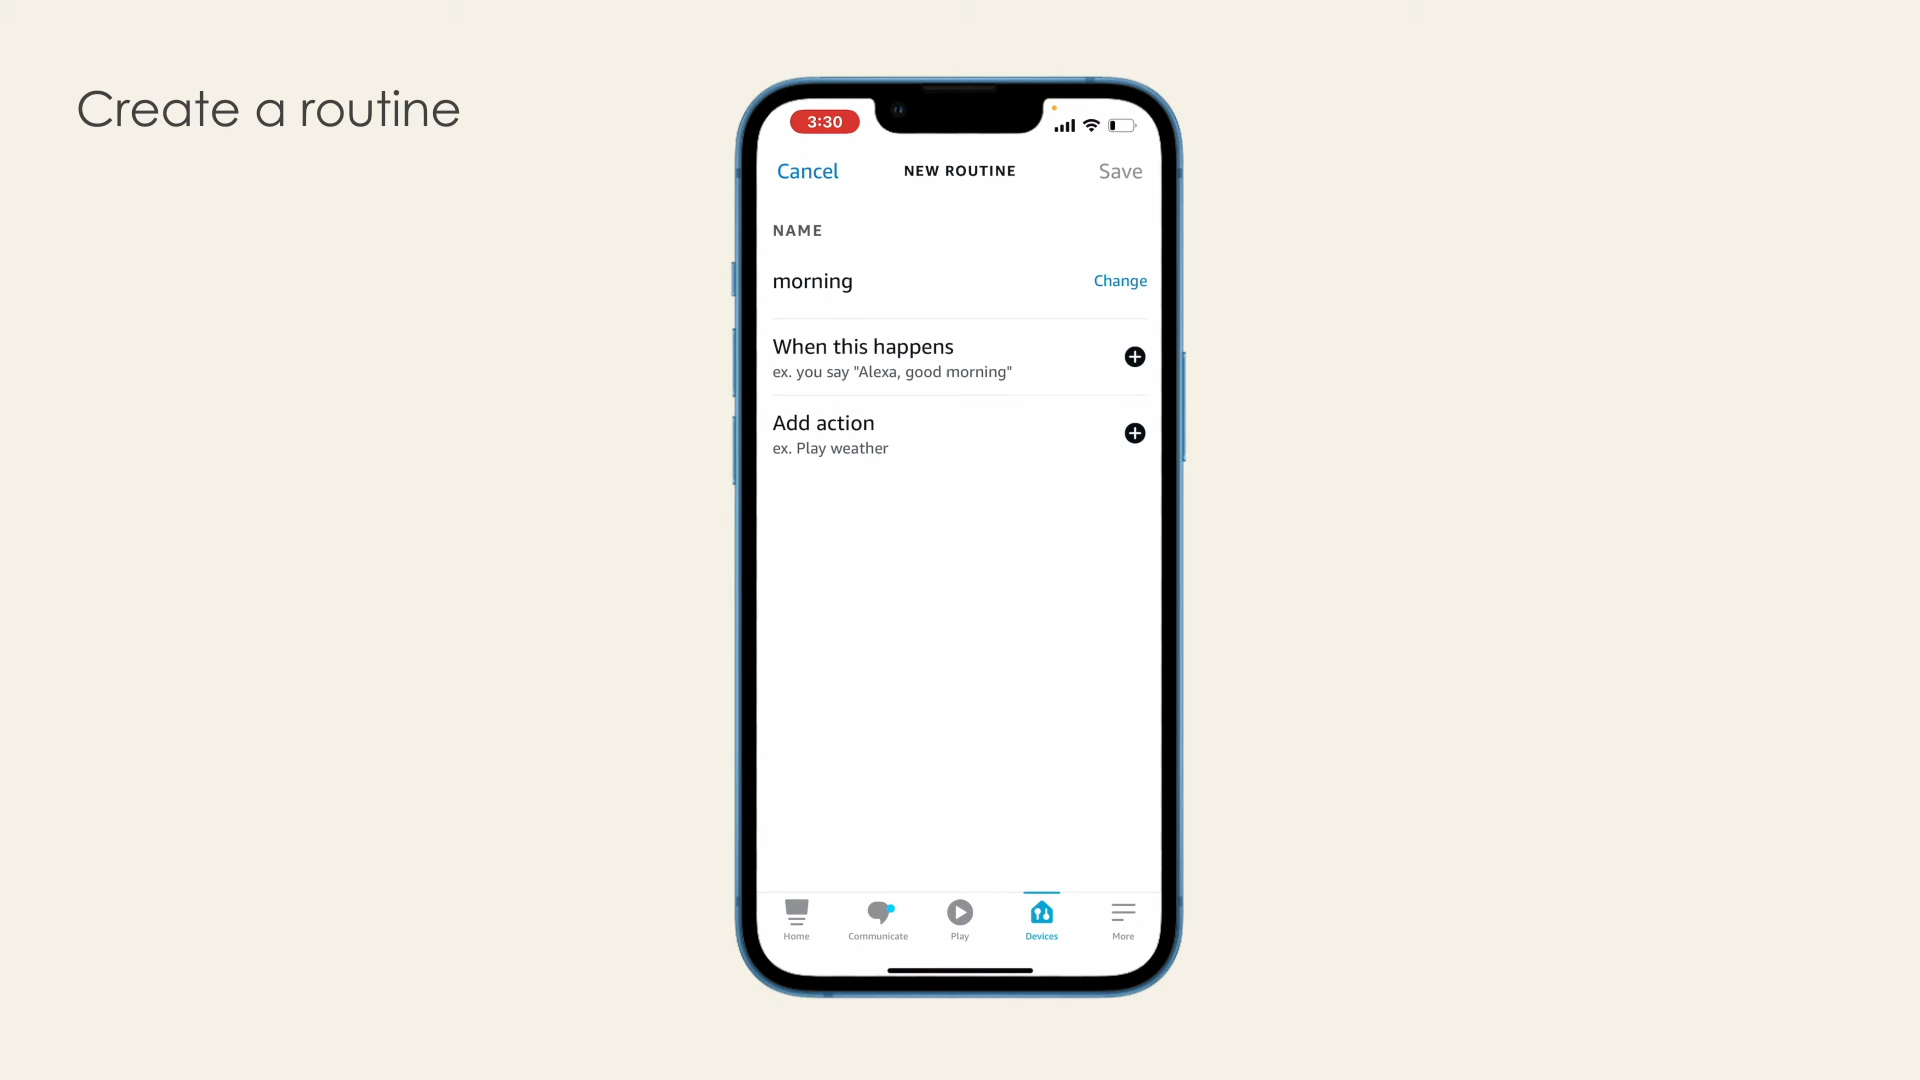 Create a routine
3:30
Cancel
NEW ROUTINE
Save
NAME
morning
Change
When this happens
ex. you say "Alexa, good morning"
Add action
ex. Play weather
Home
Communicate
Play
Devices
More